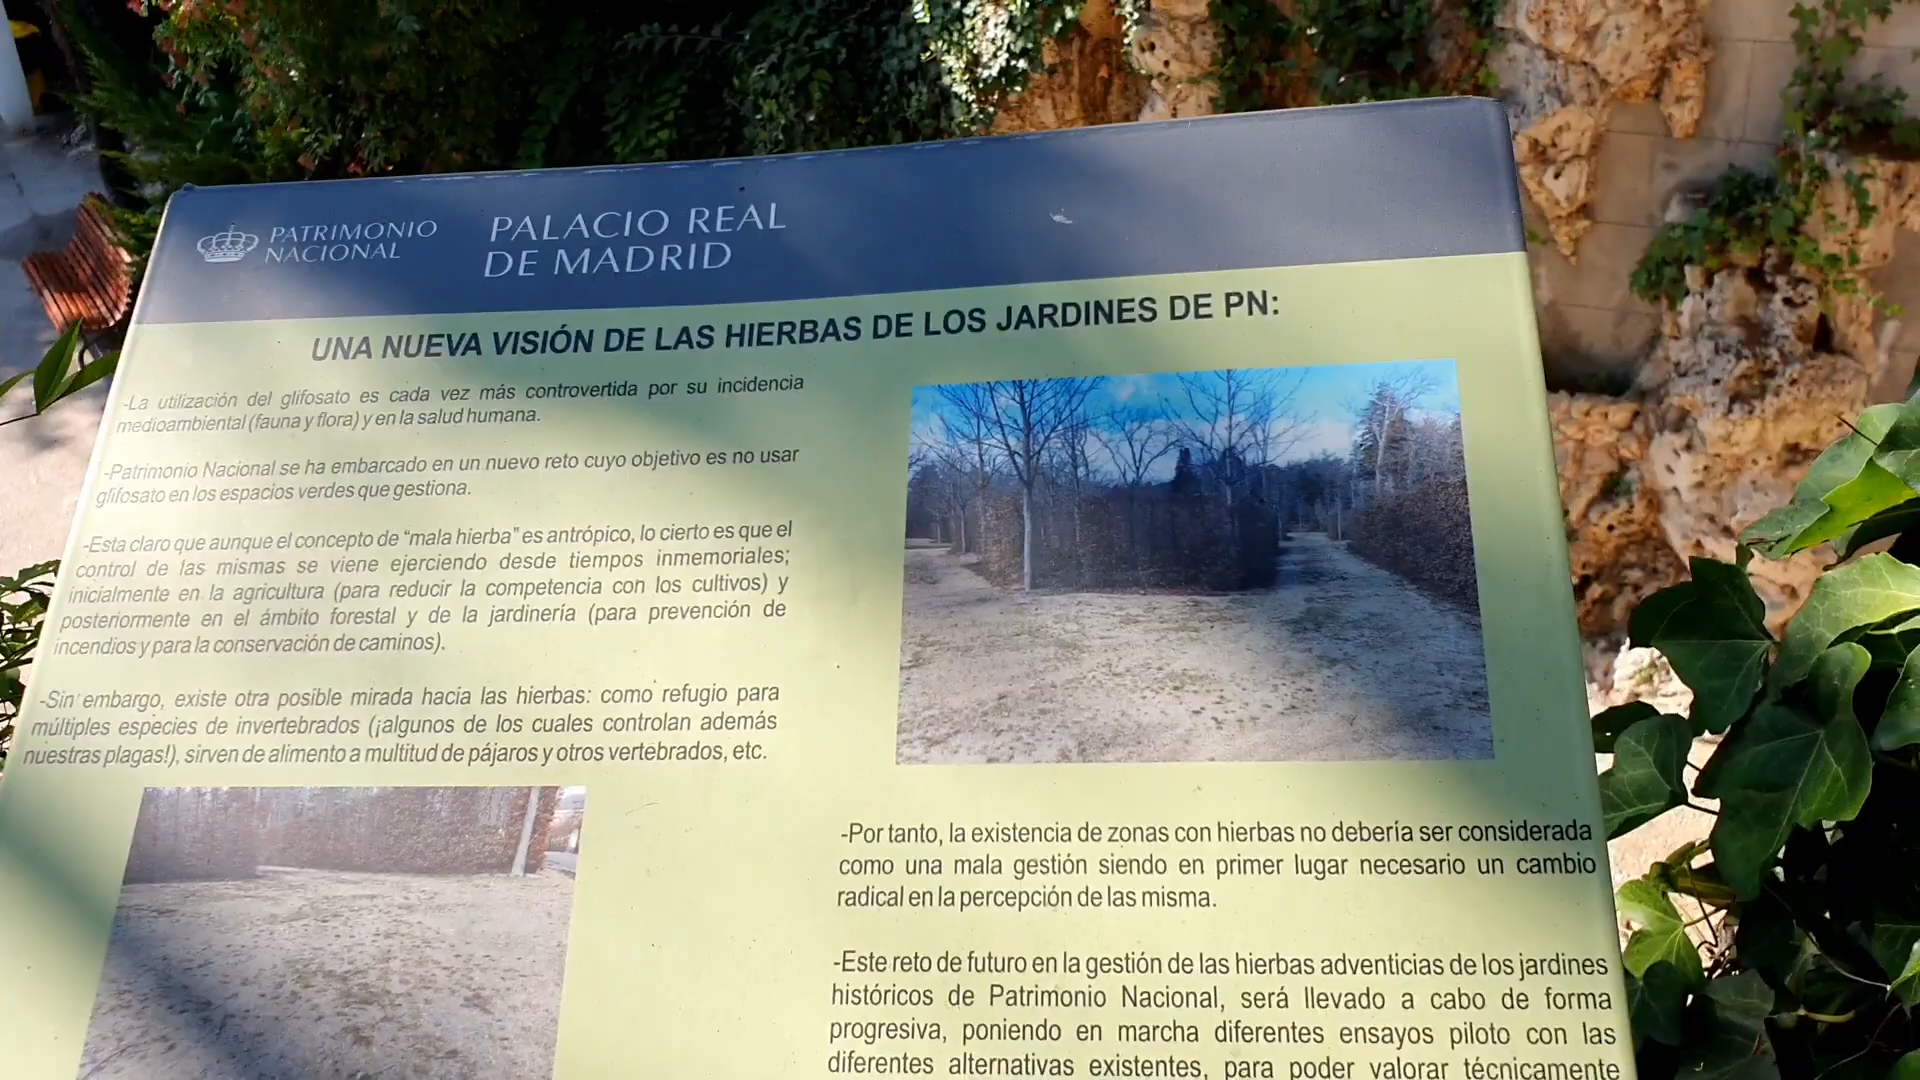 PATRIMONIO
NACIONAL
PALACIO REAL
DE MADRID
UNA NUEVA VISIÓN DE LAS HIERBAS DE LOS JARDINES DE PN:
-La utilización del glifosato es cada vez más controvertida por su incidencia
medioambiental (fauna y flora) y en la salud humana.
-Patrimonio Nacional se ha embarcado en un nuevo reto cuyo objetivo es no usar
glifosato en los espacios verdes que gestiona.
-Esta claro que aunque el concepto de “mala hierba” es antrópico, lo cierto es que el
control de las mismas se viene ejerciendo desde tiempos inmemoriales;
inicialmente en la agricultura (para reducir la competencia con los cultivos) y
posteriormente en el ámbito forestal y de la jardinería (para prevención de
incendios y para la conservación de caminos).
-Sin embargo, existe otra posible mirada hacia las hierbas: como refugio para
múltiples especies de invertebrados (¡algunos de los cuales controlan además
nuestras plagas!), sirven de alimento a multitud de pájaros y otros vertebrados, etc.
-Por tanto, la existencia de zonas con hierbas no debería ser considerada
como una mala gestión siendo en primer lugar necesario un cambio
radical en la percepción de las misma.
-Este reto de futuro en la gestión de las hierbas adventicias de los jardines
históricos de Patrimonio Nacional, será llevado a cabo de forma
progresiva, poniendo en marcha diferentes ensayos piloto con las
diferentes alternativas existentes, para poder valorar técnicamente